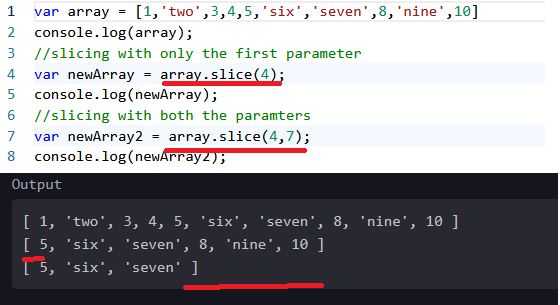 1 var array = [1,'two',3,4,5,'six','seven',8,'nine',10]
2 console.log(array);
3 //slicing with only the first parameter
4 var newArray = array.slice(4);
5 console.log(newArray);
6 //slicing with both the paramters
7 var newArray2 = array.slice(4,7);
8 console.log(newArray2);
Output
[ 1, 'two', 3, 4, 5, 'six', 'seven', 8, 'nine', 10 ]
[ 5, 'six', 'seven', 8, 'nine', 10 ]
[ 5, 'six', 'seven' ]